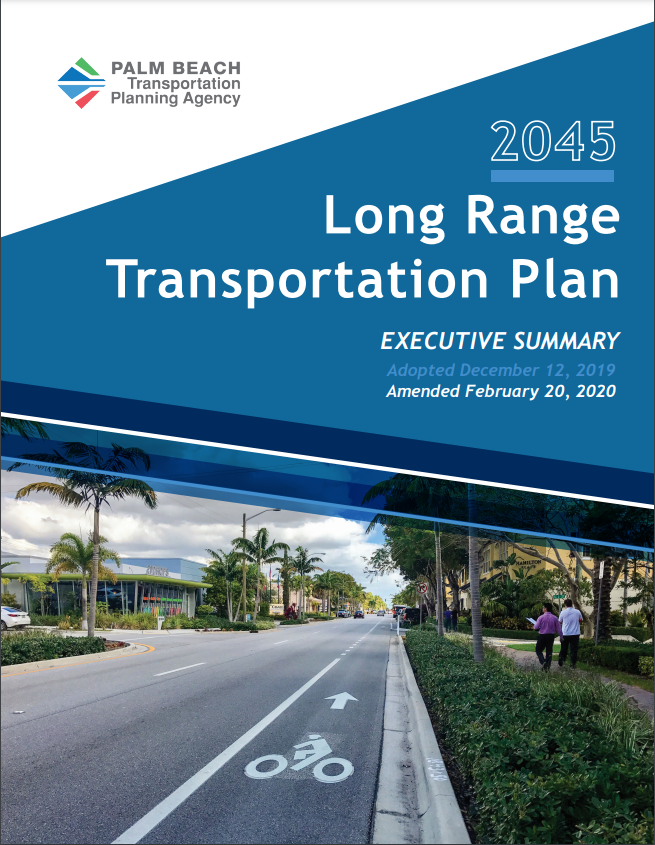 PALM BEACH
Transportation
Planning Agency
2045
Long Range
Transportation Plan
EXECUTIVE SUMMARY
Adopted December 12, 2019
Amended February 20, 2020